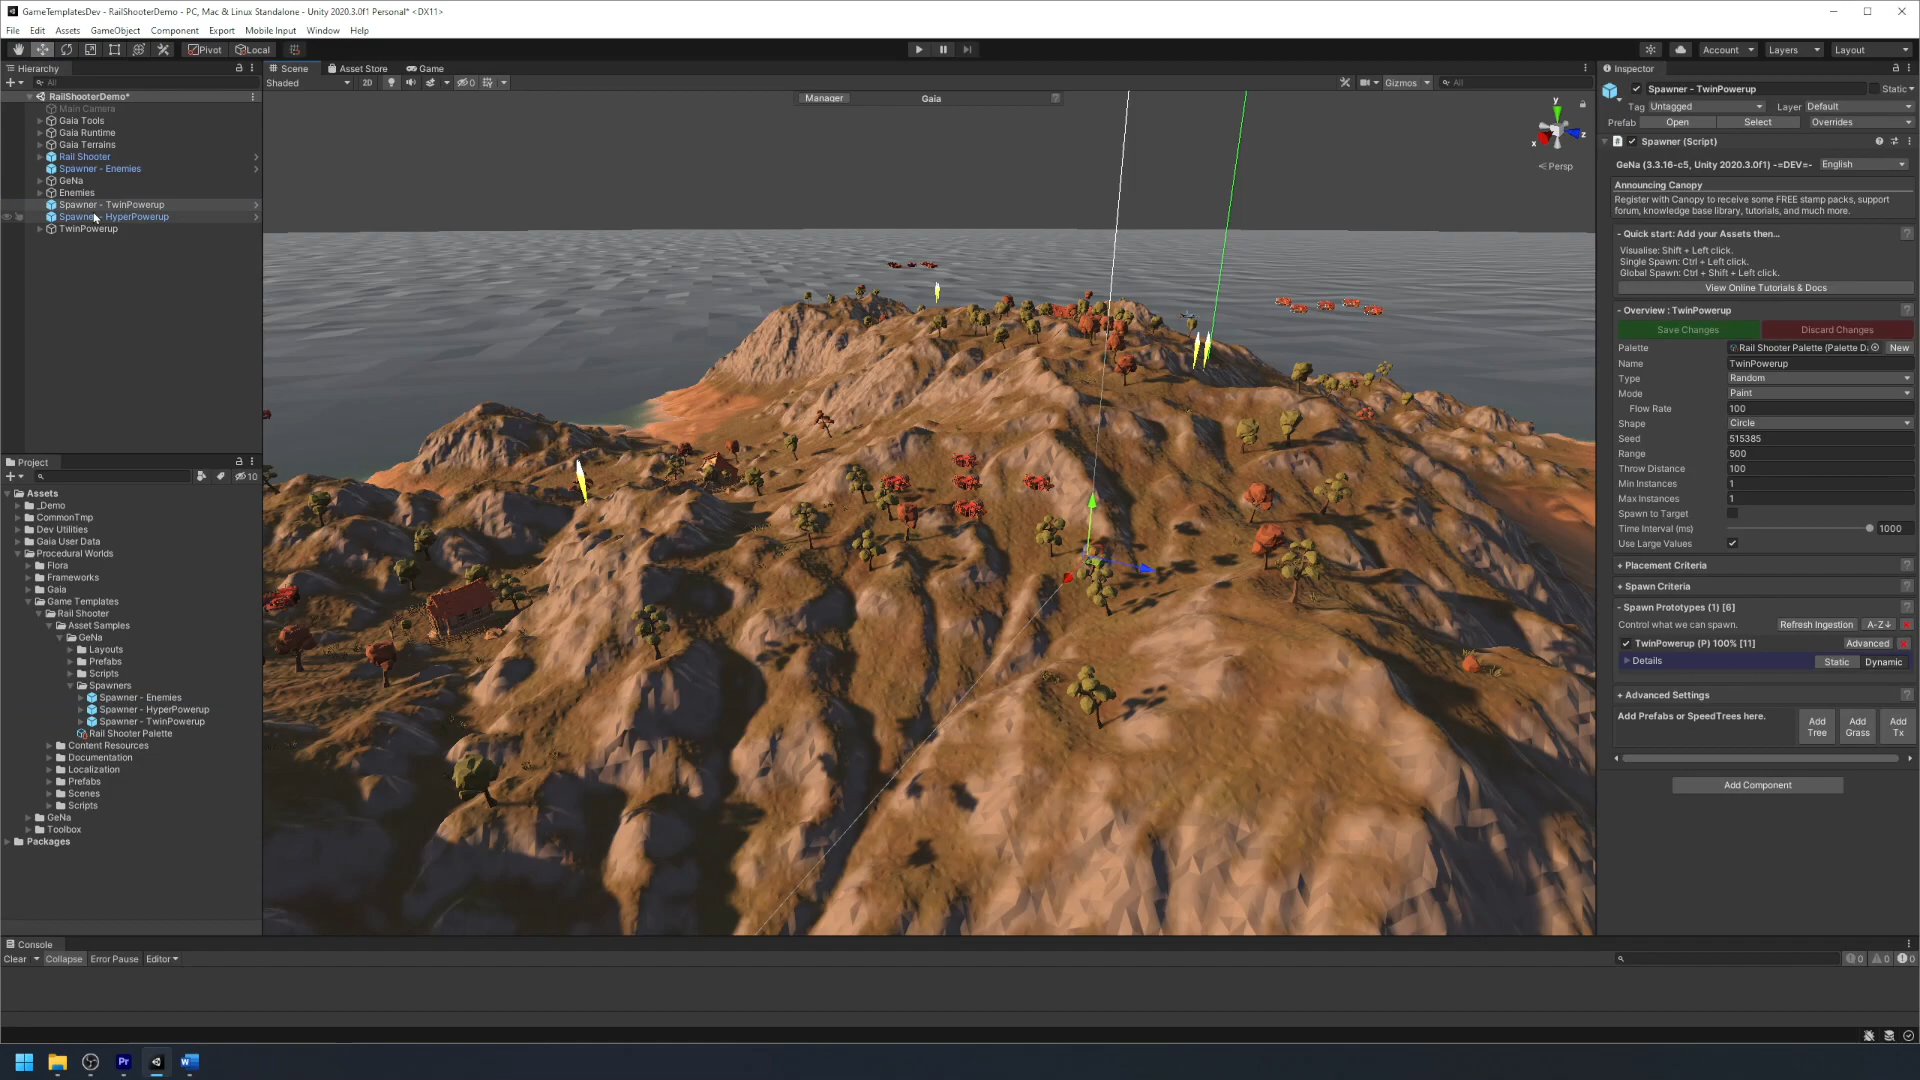 GameTemplatesDev - RailShooterDemo - PC, Mac & Linux Standalone - Unity 2020.3.0f1 Personal* <DX11>
File Edit Assets GameObject Component Export Mobile Input Window Help
Pivot Local Account Layers Layout
Hierarchy
All
RailShooterDemo*
Main Camera
Gaia Tools
Gaia Runtime
Gaia Terrains
Rail Shooter
Spawner - Enemies
GeNa
Enemies
Spawner - TwinPowerup
Spawner - HyperPowerup
TwinPowerup
Project
10
Assets
_Demo
CommonTmp
Dev Utilities
Gaia User Data
Procedural Worlds
Flora
Frameworks
Gaia
Game Templates
Rail Shooter
Asset Samples
GeNa
Layouts
Prefabs
Scripts
Spawners
Spawner - Enemies
Spawner - HyperPowerup
Spawner - TwinPowerup
Rail Shooter Palette
Content Resources
Documentation
Localization
Prefabs
Scenes
Scripts
GeNa
Toolbox
Packages
Scene Asset Store Game
Shaded 2D 0 Gizmos All
Manager Gaia ?
y
x z
Persp
Inspector
Spawner - TwinPowerup Static
Tag Untagged Layer Default
Prefab Open Select Overrides
Spawner (Script)
GeNa (3.3.16-c5, Unity 2020.3.0f1) -=DEV=- English
Announcing Canopy
Register with Canopy to receive some FREE stamp packs, support
forum, knowledge base library, tutorials, and much more.
- Quick start: Add your Assets then... ?
Visualise: Shift + Left click.
Single Spawn: Ctrl + Left click.
Global Spawn: Ctrl + Shift + Left click.
View Online Tutorials & Docs
- Overview : TwinPowerup ?
Save Changes Discard Changes
Palette Rail Shooter Palette (Palette D New
Name TwinPowerup
Type Random
Mode Paint
Flow Rate 100
Shape Circle
Seed 515385
Range 500
Throw Distance 100
Min Instances 1
Max Instances 1
Spawn to Target
Time Interval (ms) 1000
Use Large Values
+ Placement Criteria ?
+ Spawn Criteria ?
- Spawn Prototypes (1) [6] ?
Control what we can spawn. Refresh Ingestion A-Z↓ x
TwinPowerup (P) 100% [11] Advanced x
Details Static Dynamic
+ Advanced Settings ?
Add Prefabs or SpeedTrees here. Add Tree Add Grass Add Tx
Add Component
Console
Clear Collapse Error Pause Editor 0 0 0
Pr W